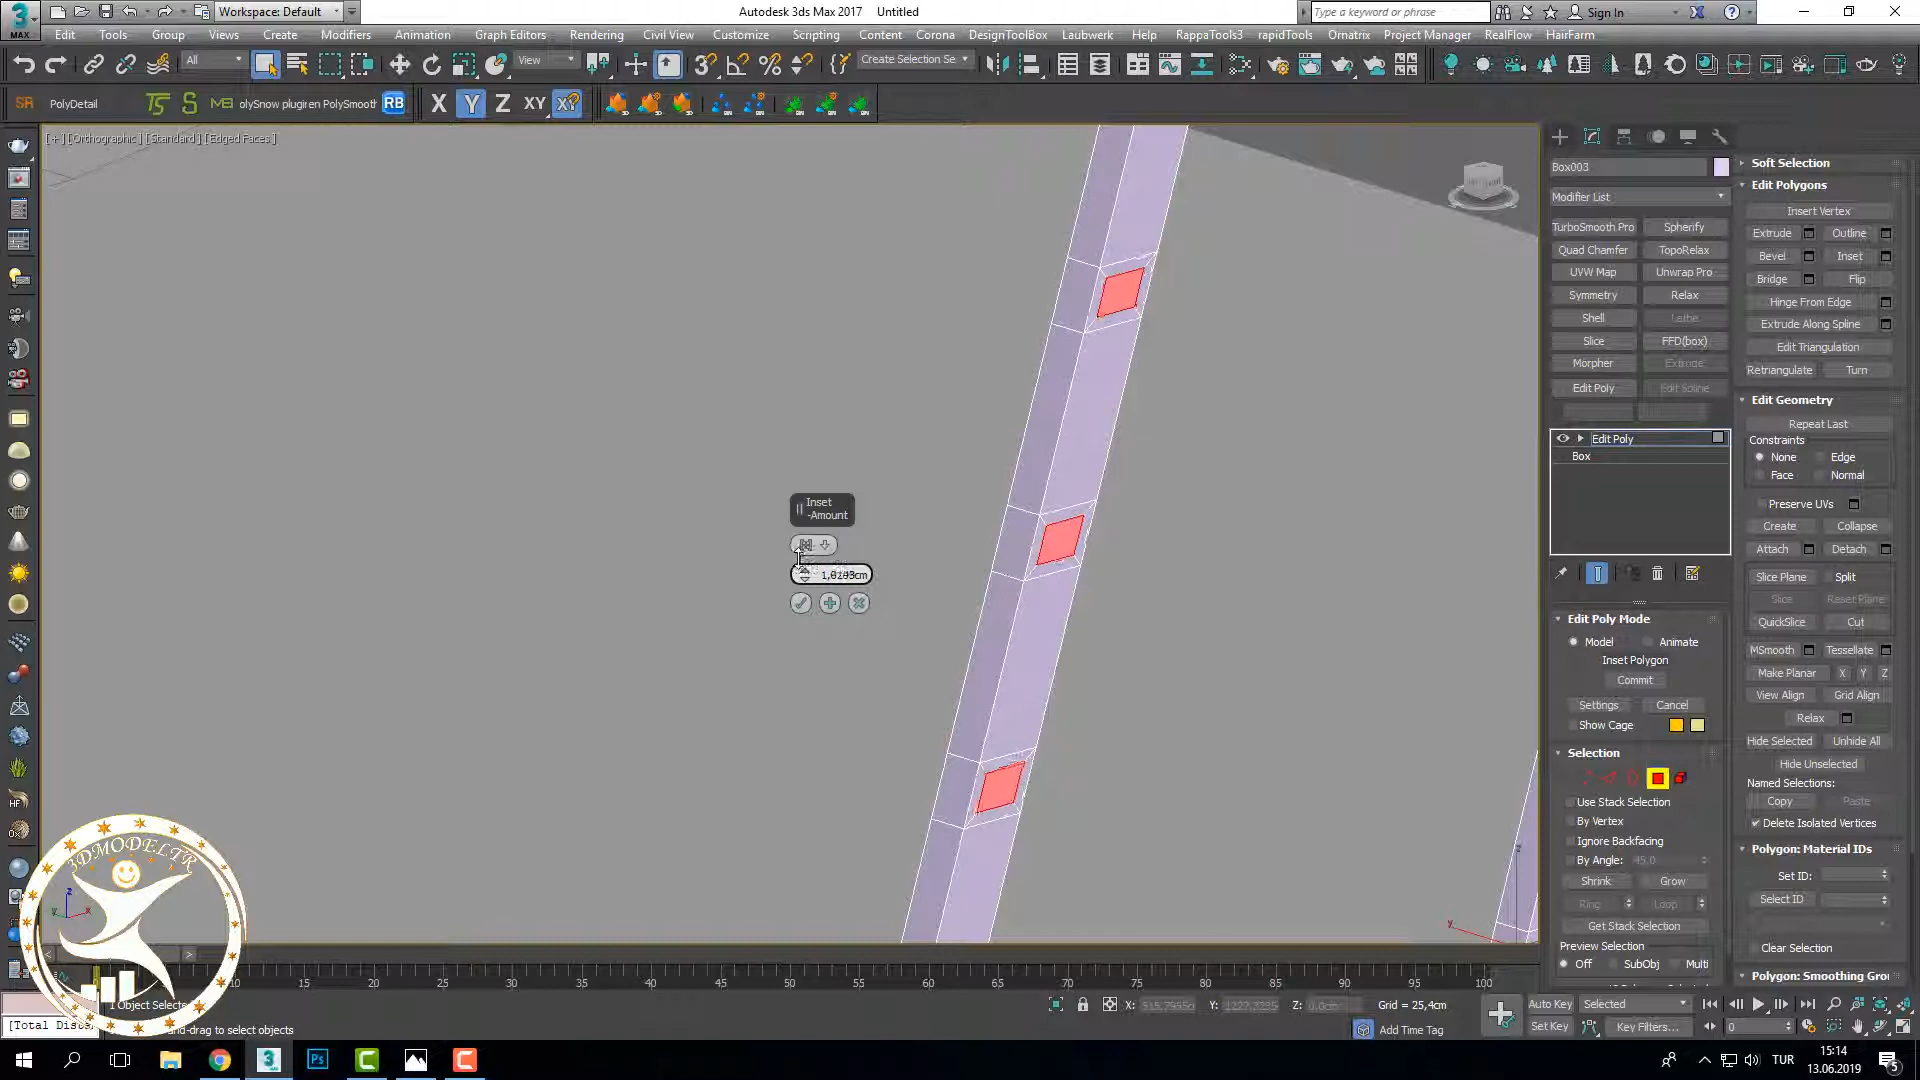 Autodesk 3ds Max 2017 Untitled
Workspace: Default
Type a keyword or phrase
Sign In
MAX
Edit Tools Group Views Create Modifiers Animation Graph Editors Rendering Civil View Customize Scripting Content Corona DesignToolBox Laubwerk Help RappaTools3 rapidTools Ornatrix Project Manager RealFlow HairFarm
All
View
Create Selection Se
PolyDetail
olySnow plugin
PolySmooth
RB
X Y Z XY
[+] [Orthographic] [Standard] [Edged Faces]
Inset
-Amount
Box003
Modifier List
TurboSmooth Pro Spherify
Quad Chamfer TopoRelax
UVW Map Unwrap Pro
Symmetry Relax
Shell Lathe
Slice FFD(box)
Morpher Extrude
Edit Poly Edit Spline
Edit Poly
Box
Edit Poly Mode
Model Animate
Inset Polygon
Commit
Settings Cancel
Show Cage
Selection
Use Stack Selection
By Vertex
Ignore Backfacing
By Angle: 45.0
Shrink Grow
Ring Loop
Get Stack Selection
Preview Selection
Off SubObj Multi
Soft Selection
Edit Polygons
Insert Vertex
Extrude Outline
Bevel Inset
Bridge Flip
Hinge From Edge
Extrude Along Spline
Edit Triangulation
Retriangulate Turn
Edit Geometry
Repeat Last
Constraints
None Edge
Face Normal
Preserve UVs
Create Collapse
Attach Detach
Slice Plane Split
Slice Reset Plane
QuickSlice Cut
MSmooth Tessellate
Make Planar X Y Z
View Align Grid Align
Relax
Hide Selected Unhide All
Hide Unselected
Named Selections:
Copy Paste
Delete Isolated Vertices
Polygon: Material IDs
Set ID:
Select ID
Clear Selection
Polygon: Smoothing Grou
3DMODELTR
10 20 25 30 35 40 45 50 55 60 65 70 75 80 85 90 95 100
1 Object Selecte
X: Y: Z: 0,0cm Grid = 25,4cm
Add Time Tag
Auto Key Selected
Set Key Key Filters...
0
[Total Dista
nd-drag to select objects
TUR
15:14
13.06.2019
5